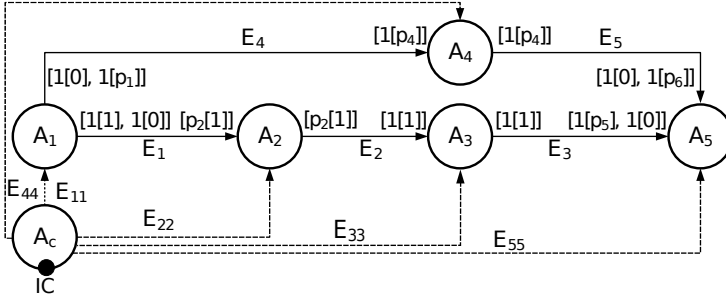 E₄ [1[p₄]] A₄ [1[p₄]] E₅
[1[0], 1[p₁]] [1[0], 1[p₆]]
A₁ [1[1], 1[0]] [p₂[1]] A₂ [p₂[1]] [1[1]] A₃ [1[1]] [1[p₅], 1[0]] A₅
E₁ E₂ E₃
E₄₄ E₁₁
A_c E₂₂
E₃₃
E₅₅
IC